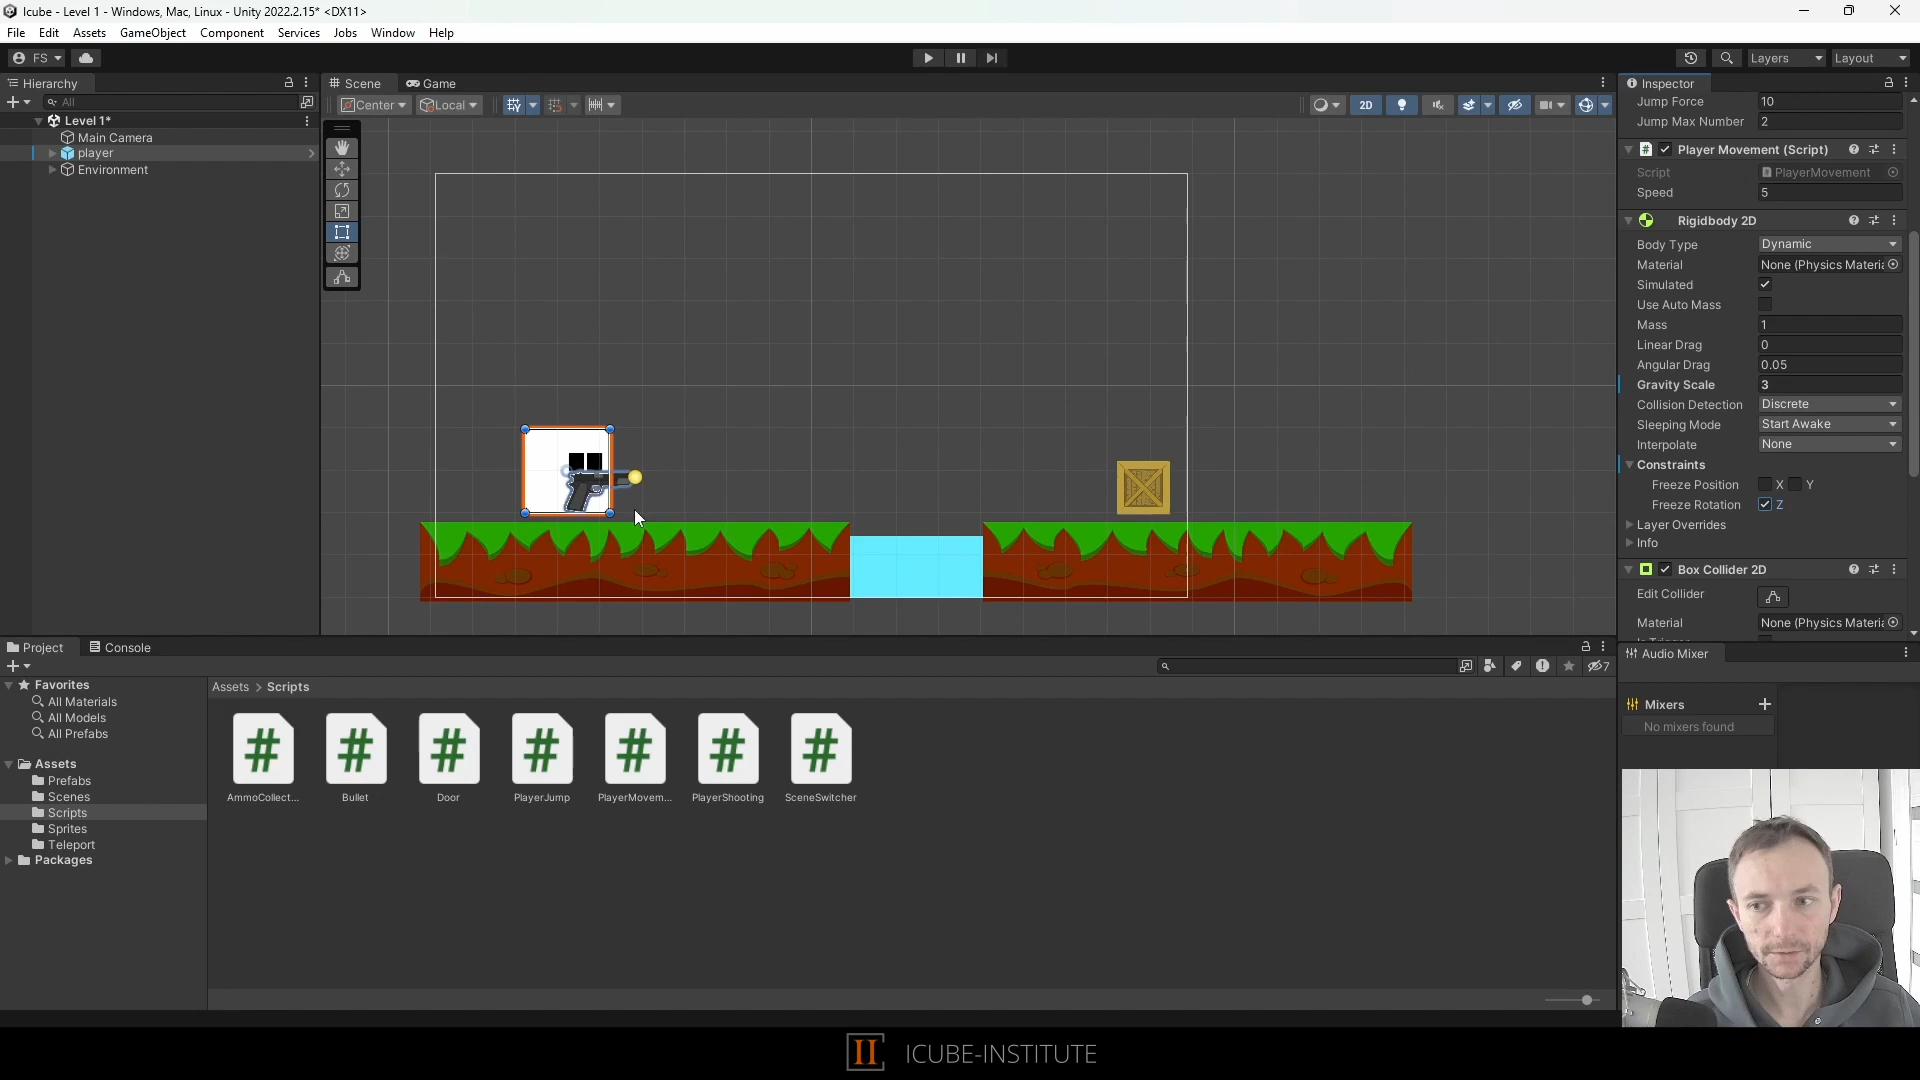 Icube - Level 1 - Windows, Mac, Linux - Unity 2022.2.15* <DX11>
File Edit Assets GameObject Component Services Jobs Window Help
FS
Layers Layout
Hierarchy
All
Level 1*
Main Camera
player
Environment
Scene Game
Center Local 2D
Inspector
Jump Force 10
Jump Max Number 2
Player Movement (Script)
Script PlayerMovement
Speed 5
Rigidbody 2D
Body Type Dynamic
Material None (Physics Materia
Simulated
Use Auto Mass
Mass 1
Linear Drag 0
Angular Drag 0.05
Gravity Scale 3
Collision Detection Discrete
Sleeping Mode Start Awake
Interpolate None
Constraints
Freeze Position X Y
Freeze Rotation Z
Layer Overrides
Info
Box Collider 2D
Edit Collider
Material None (Physics Materia
Project Console
7
Favorites
All Materials
All Models
All Prefabs
Assets
Prefabs
Scenes
Scripts
Sprites
Teleport
Packages
Assets > Scripts
AmmoCollect... Bullet Door PlayerJump PlayerMovem... PlayerShooting SceneSwitcher
Audio Mixer
Mixers
No mixers found
ICUBE-INSTITUTE